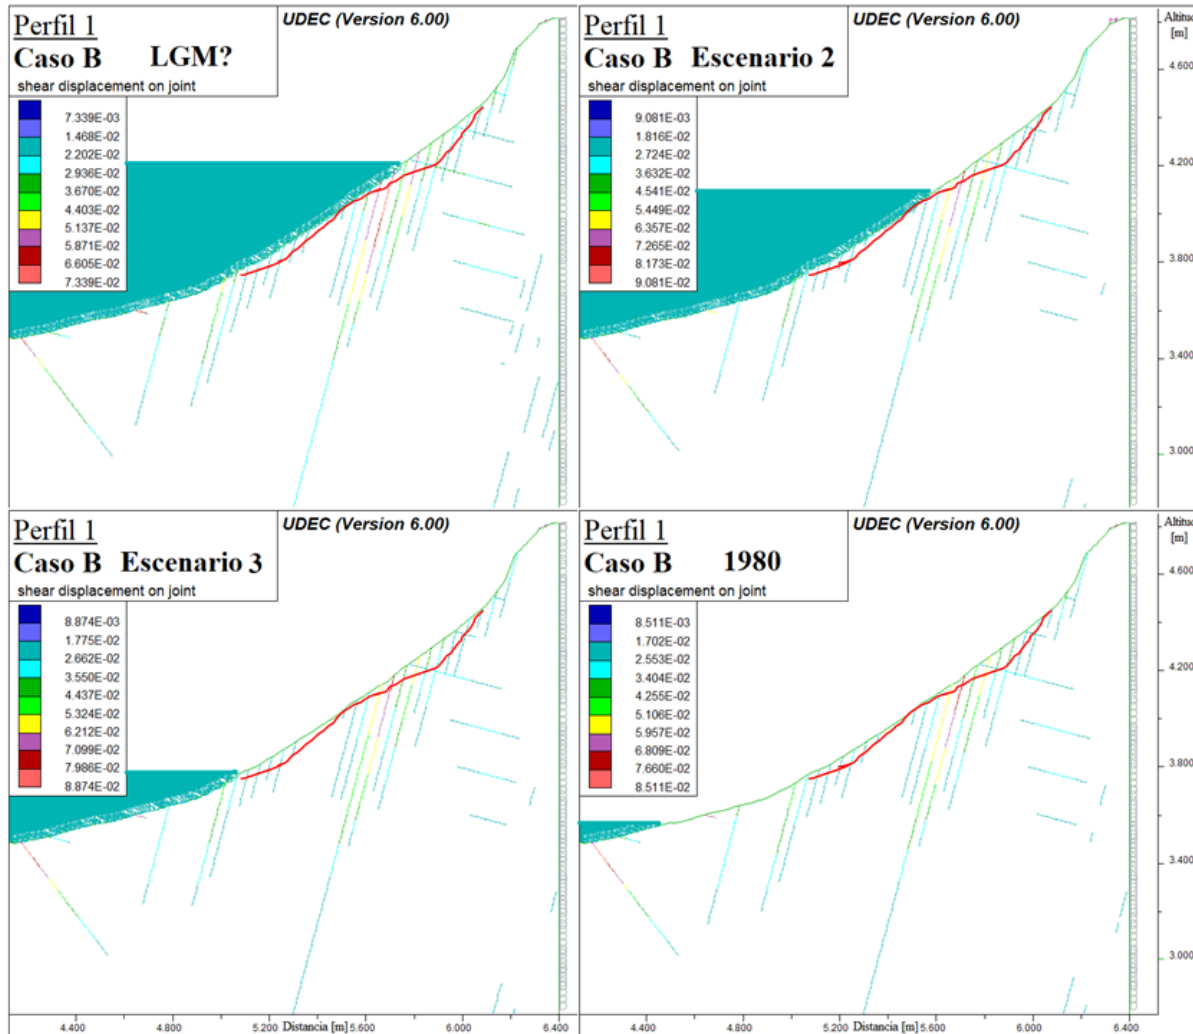 Perfil 1
UDEC (Version 6.00)
Caso B LGM?
shear displacement on joint
7.339E-03
1.468E-02
2.202E-02
2.936E-02
3.670E-02
4.403E-02
5.137E-02
5.871E-02
6.605E-02
7.339E-02
Perfil 1
UDEC (Version 6.00)
Caso B Escenario 2
shear displacement on joint
9.081E-03
1.816E-02
2.724E-02
3.632E-02
4.541E-02
5.449E-02
6.357E-02
7.265E-02
8.173E-02
9.081E-02
Altitud
[m]
4.600
4.200
3.800
3.400
3.000
Perfil 1
UDEC (Version 6.00)
Caso B Escenario 3
shear displacement on joint
8.874E-03
1.775E-02
2.662E-02
3.550E-02
4.437E-02
5.324E-02
6.212E-02
7.099E-02
7.986E-02
8.874E-02
Perfil 1
UDEC (Version 6.00)
Caso B 1980
shear displacement on joint
8.511E-03
1.702E-02
2.553E-02
3.404E-02
4.255E-02
5.106E-02
5.957E-02
6.809E-02
7.660E-02
8.511E-02
Altitud
[m]
4.600
4.200
3.800
3.400
3.000
4.400 4.800 5.200 Distancia [m] 5.600 6.000 6.400
4.400 4.800 5.200 Distancia [m] 5.600 6.000 6.400